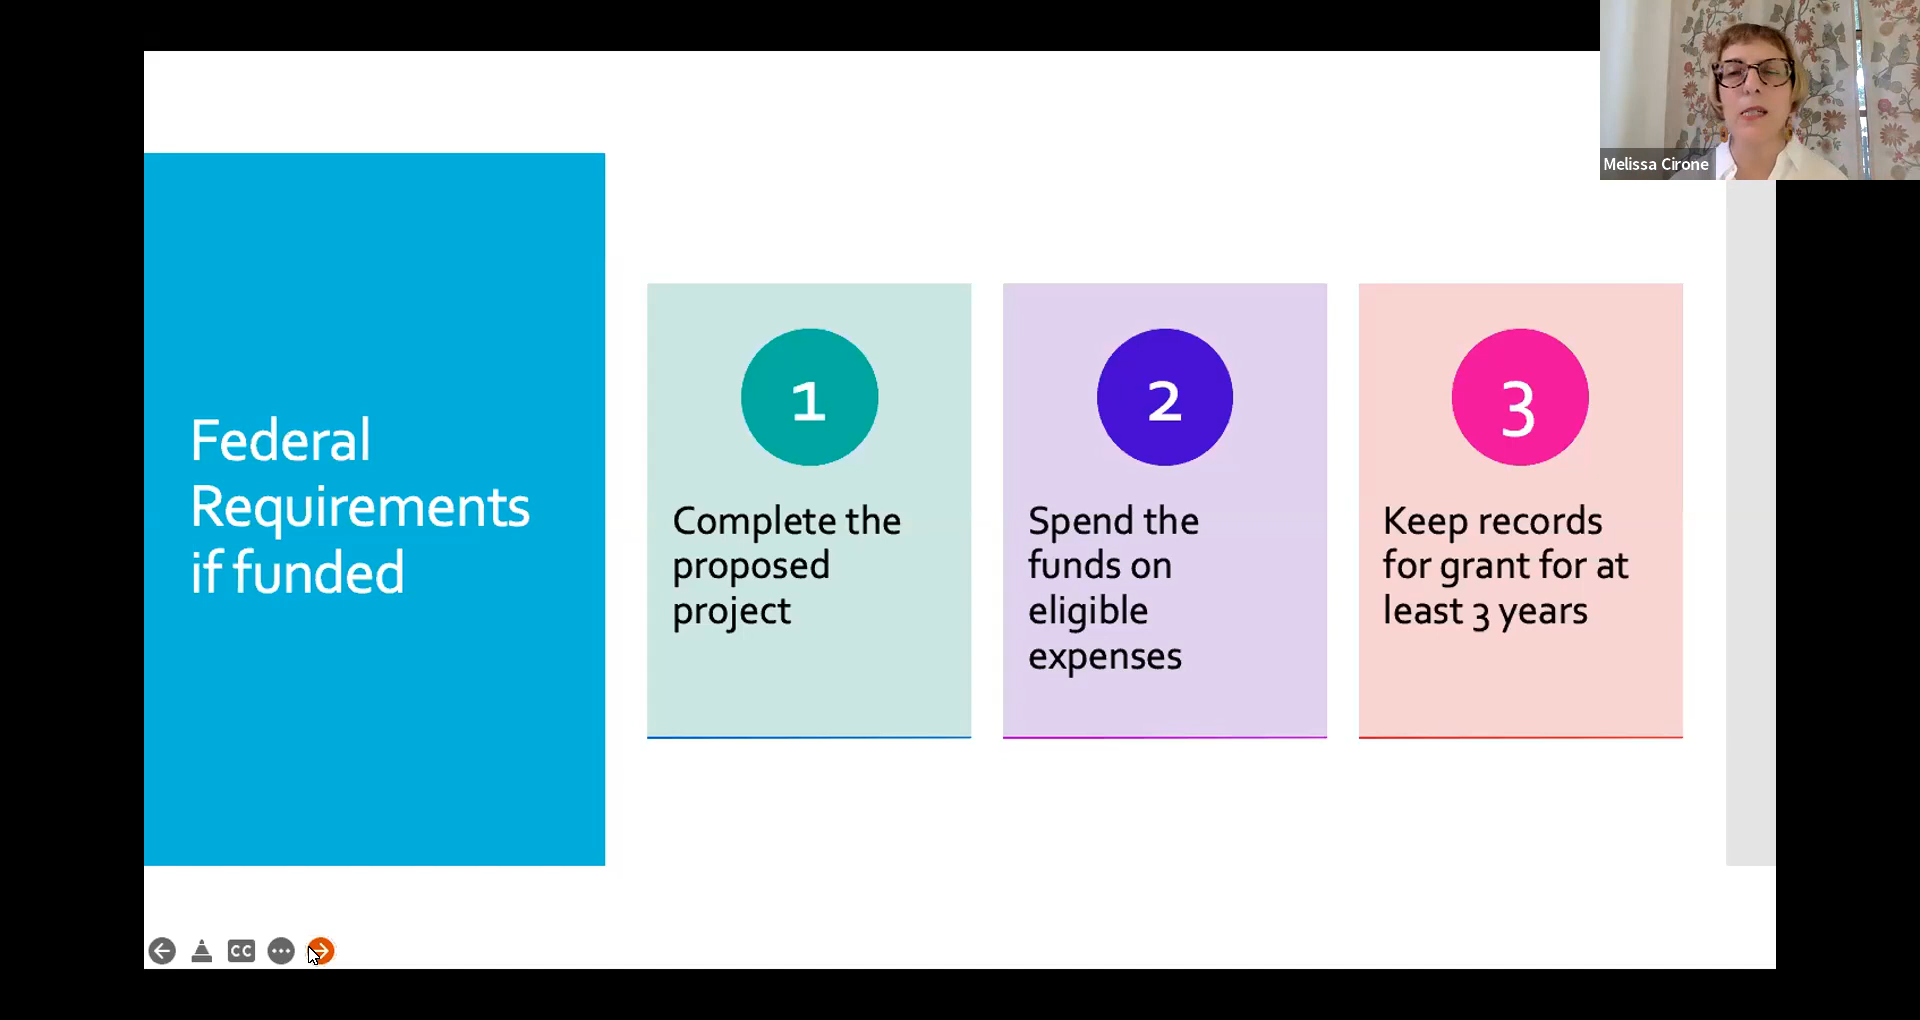 Melissa Cirone
Federal
Requirements
if funded
1
Complete the
proposed
project
2
Spend the
funds on
eligible
expenses
3
Keep records
for grant for at
least 3 years
CC